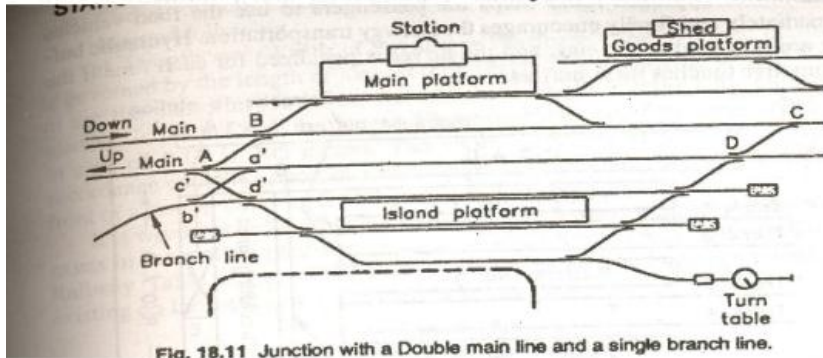 Station
Shed
Goods platform
Main platform
Down Main
B
C
Up Main
A
a'
D
c'
d'
b'
Island platform
Branch line
Turn
table
Fig. 18.11 Junction with a Double main line and a single branch line.